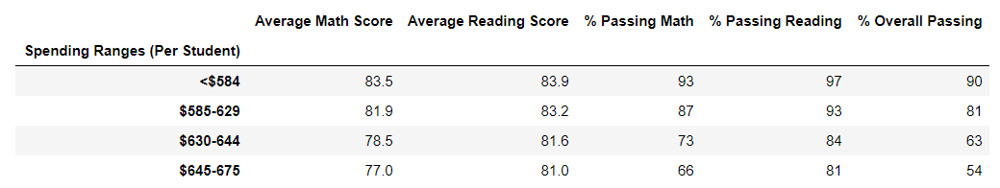 Average Math Score Average Reading Score % Passing Math % Passing Reading % Overall Passing
Spending Ranges (Per Student)
<$584 83.5 83.9 93 97 90
$585-629 81.9 83.2 87 93 81
$630-644 78.5 81.6 73 84 63
$645-675 77.0 81.0 66 81 54